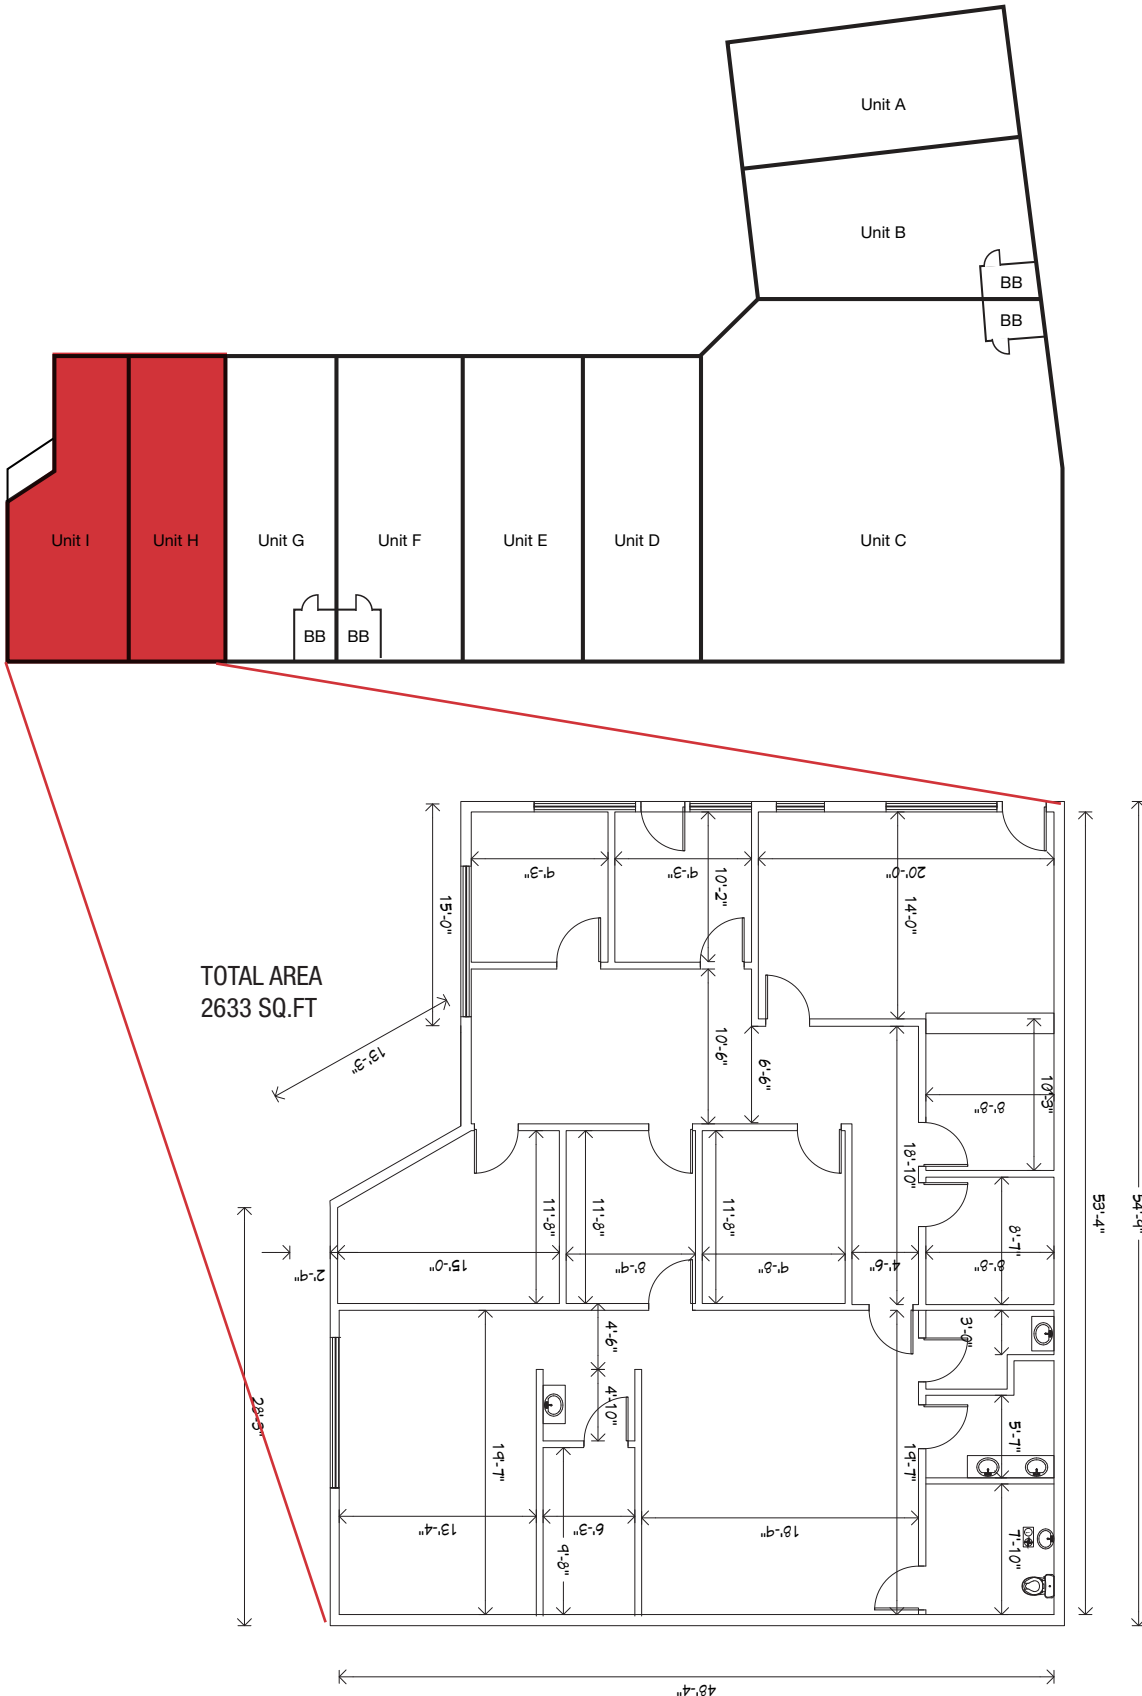 Unit A
Unit B
BB
BB
Unit I
Unit H
Unit G
Unit F
Unit E
Unit D
Unit C
BB
BB
TOTAL AREA
2633 SQ.FT
15'-0"
9'-3"
9'-3"
10'-2"
20'-0"
14'-0"
13'-3"
10'-6"
6'-6"
10'-3"
8'-8"
18'-10"
53'-4"
54'-9"
11'-8"
11'-8"
11'-8"
8'-7"
2'-9"
15'-0"
8'-9"
9'-8"
4'-6"
8'-8"
4'-6"
3'-0"
4'-10"
28'-3"
19'-7"
19'-7"
5'-7"
13'-4"
6'-3"
18'-9"
9'-8"
7'-10"
48'-4"